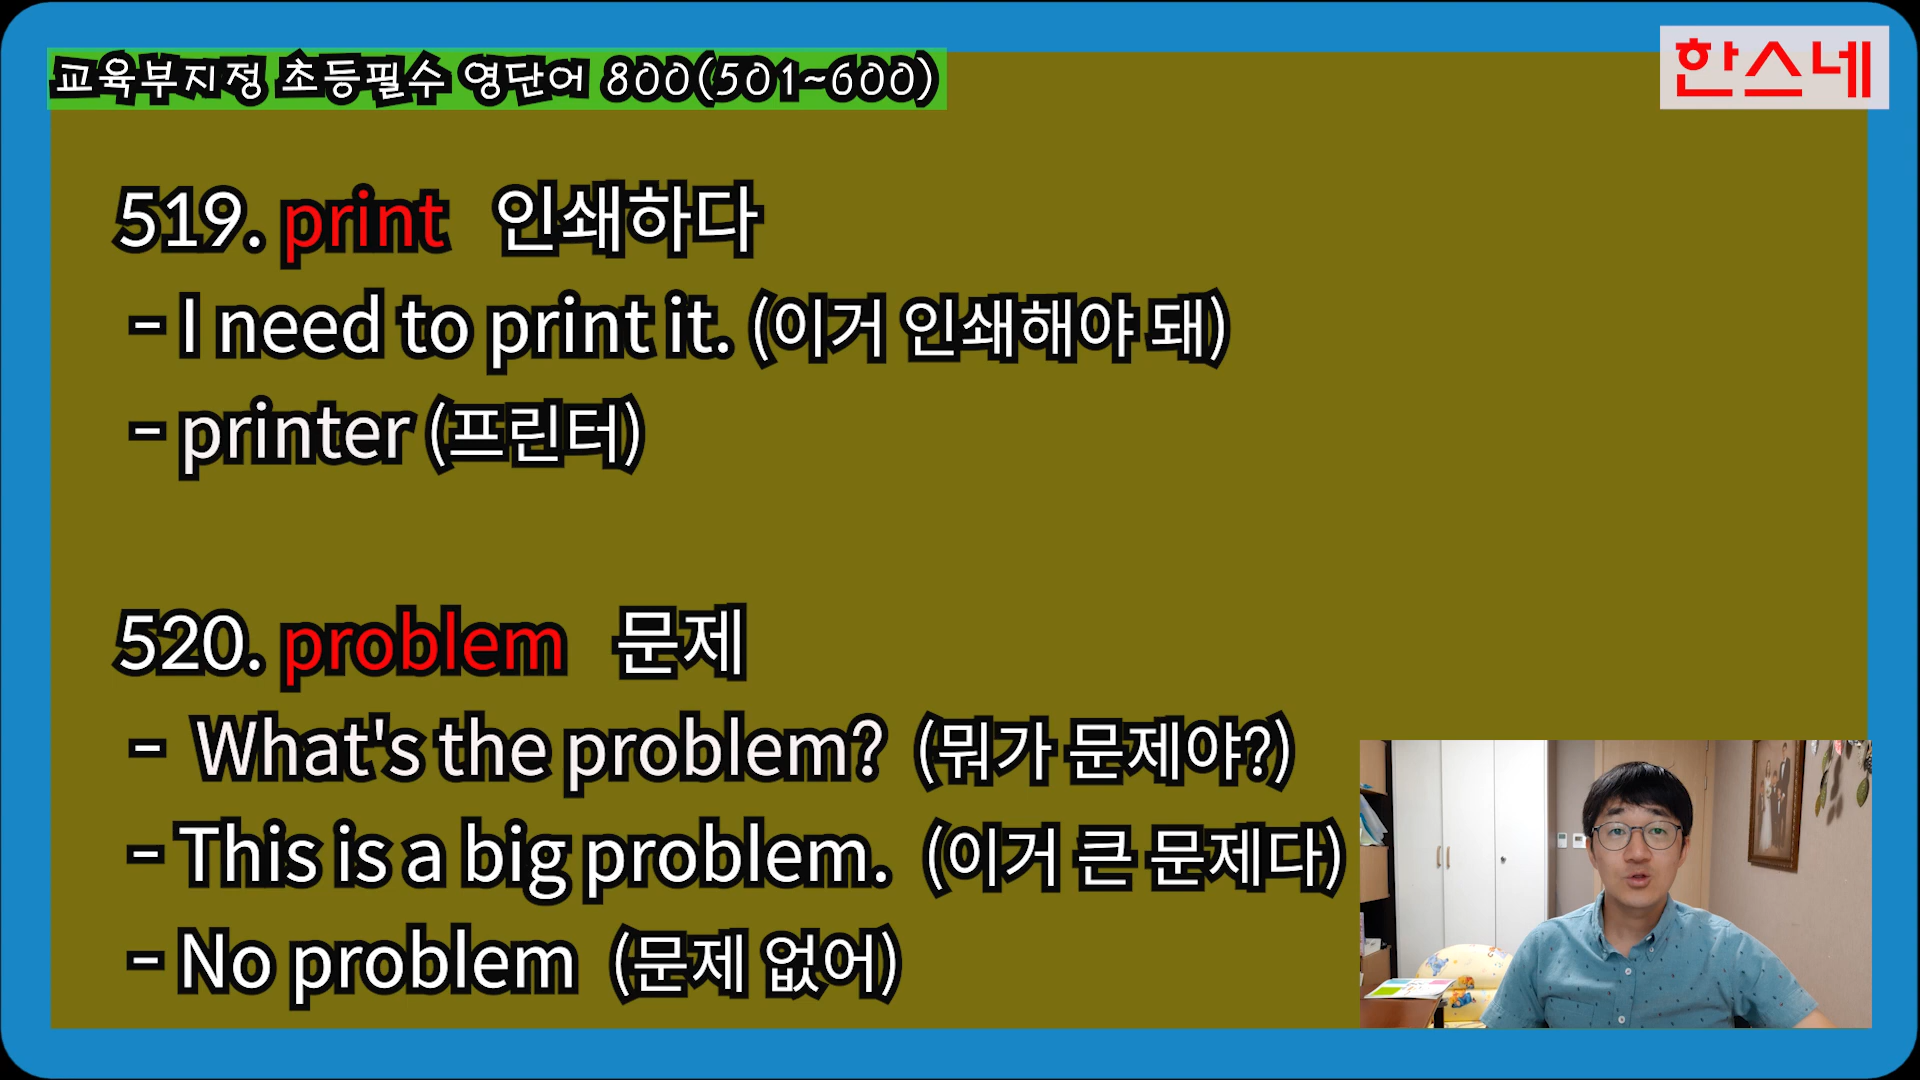 교육부지정 초등필수 영단어 800(501~600)
한스네
519. print 인쇄하다
- I need to print it. (이거 인쇄해야 돼)
- printer (프린터)
520. problem 문제
- What's the problem? (뭐가 문제야?)
- This is a big problem. (이거 큰 문제다)
- No problem (문제 없어)